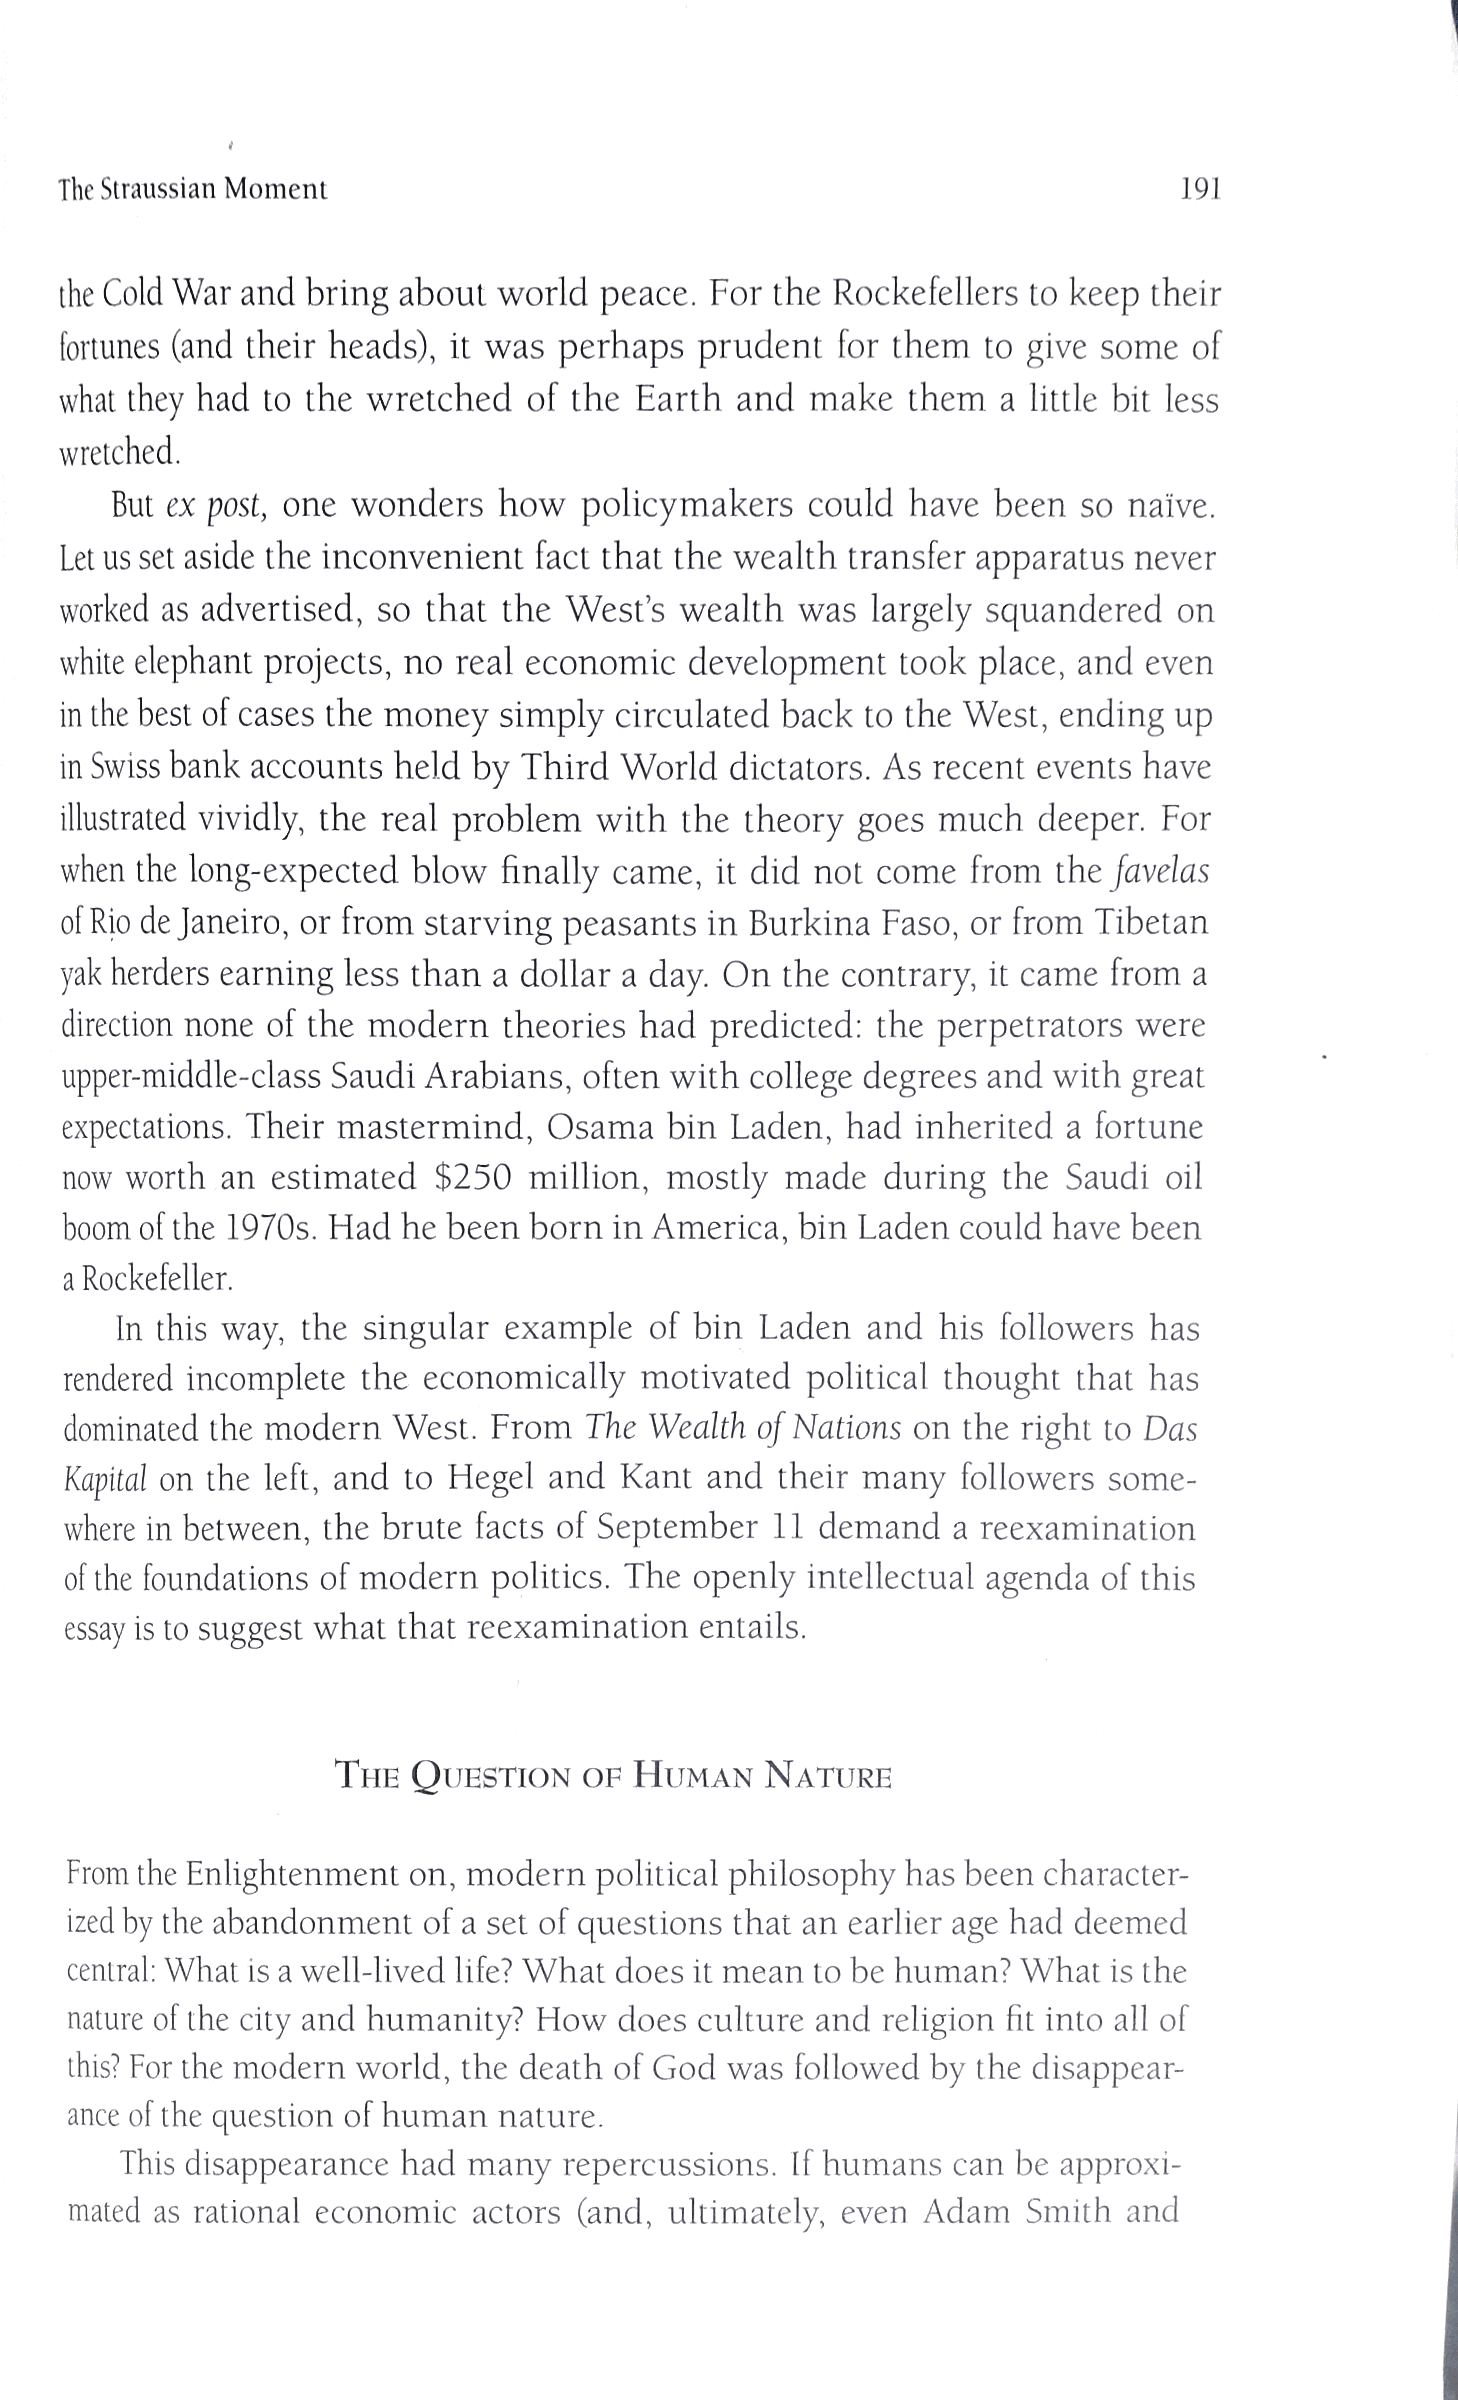 The Straussian Moment 191
the Cold War and bring about world peace. For the Rockefellers to keep their
fortunes (and their heads), it was perhaps prudent for them to give some of
what they had to the wretched of the Earth and make them a little bit less
wretched.
But ex post, one wonders how policymakers could have been so naïve.
Let us set aside the inconvenient fact that the wealth transfer apparatus never
worked as advertised, so that the West's wealth was largely squandered on
white elephant projects, no real economic development took place, and even
in the best of cases the money simply circulated back to the West, ending up
in Swiss bank accounts held by Third World dictators. As recent events have
illustrated vividly, the real problem with the theory goes much deeper. For
when the long-expected blow finally came, it did not come from the favelas
of Rio de Janeiro, or from starving peasants in Burkina Faso, or from Tibetan
yak herders earning less than a dollar a day. On the contrary, it came from a
direction none of the modern theories had predicted: the perpetrators were
upper-middle-class Saudi Arabians, often with college degrees and with great
expectations. Their mastermind, Osama bin Laden, had inherited a fortune
now worth an estimated $250 million, mostly made during the Saudi oil
boom of the 1970s. Had he been born in America, bin Laden could have been
a Rockefeller.
In this way, the singular example of bin Laden and his followers has
rendered incomplete the economically motivated political thought that has
dominated the modern West. From The Wealth of Nations on the right to Das
Kapital on the left, and to Hegel and Kant and their many followers some-
where in between, the brute facts of September 11 demand a reexamination
of the foundations of modern politics. The openly intellectual agenda of this
essay is to suggest what that reexamination entails.
THE QUESTION OF HUMAN NATURE
From the Enlightenment on, modern political philosophy has been character-
ized by the abandonment of a set of questions that an earlier age had deemed
central: What is a well-lived life? What does it mean to be human? What is the
nature of the city and humanity? How does culture and religion fit into all of
this? For the modern world, the death of God was followed by the disappear-
ance of the question of human nature.
This disappearance had many repercussions. If humans can be approxi-
mated as rational economic actors (and, ultimately, even Adam Smith and